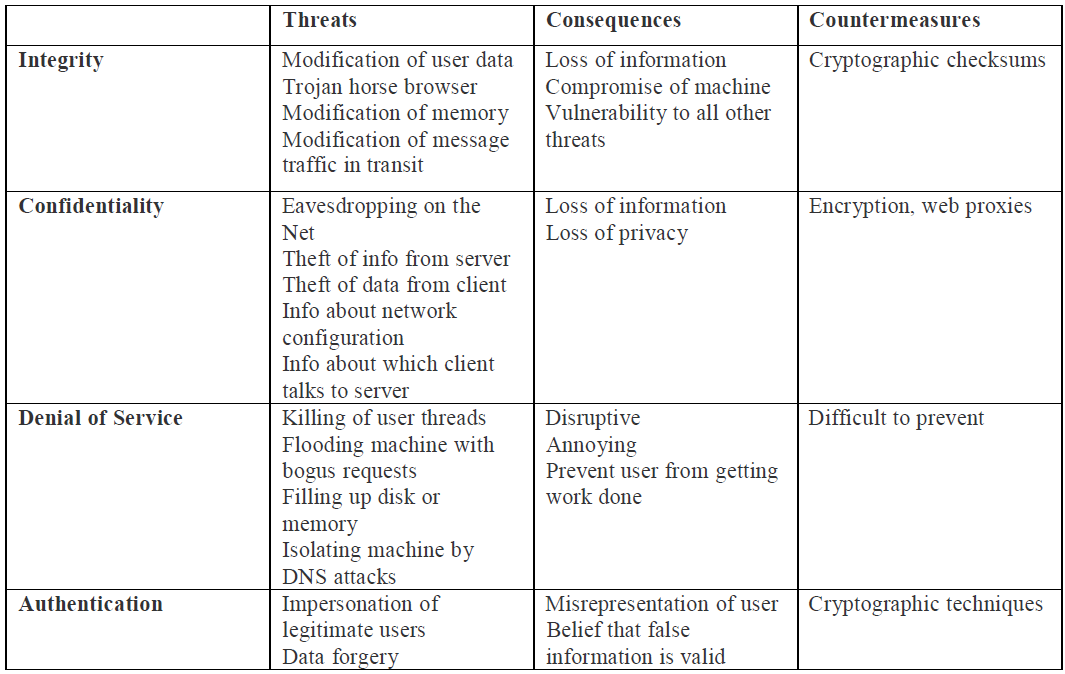 Threats Consequences Countermeasures
Integrity
Modification of user data
Trojan horse browser
Modification of memory
Modification of message
traffic in transit
Loss of information
Compromise of machine
Vulnerability to all other
threats
Cryptographic checksums
Confidentiality
Eavesdropping on the
Net
Theft of info from server
Theft of data from client
Info about network
configuration
Info about which client
talks to server
Loss of information
Loss of privacy
Encryption, web proxies
Denial of Service
Killing of user threads
Flooding machine with
bogus requests
Filling up disk or
memory
Isolating machine by
DNS attacks
Disruptive
Annoying
Prevent user from getting
work done
Difficult to prevent
Authentication
Impersonation of
legitimate users
Data forgery
Misrepresentation of user
Belief that false
information is valid
Cryptographic techniques